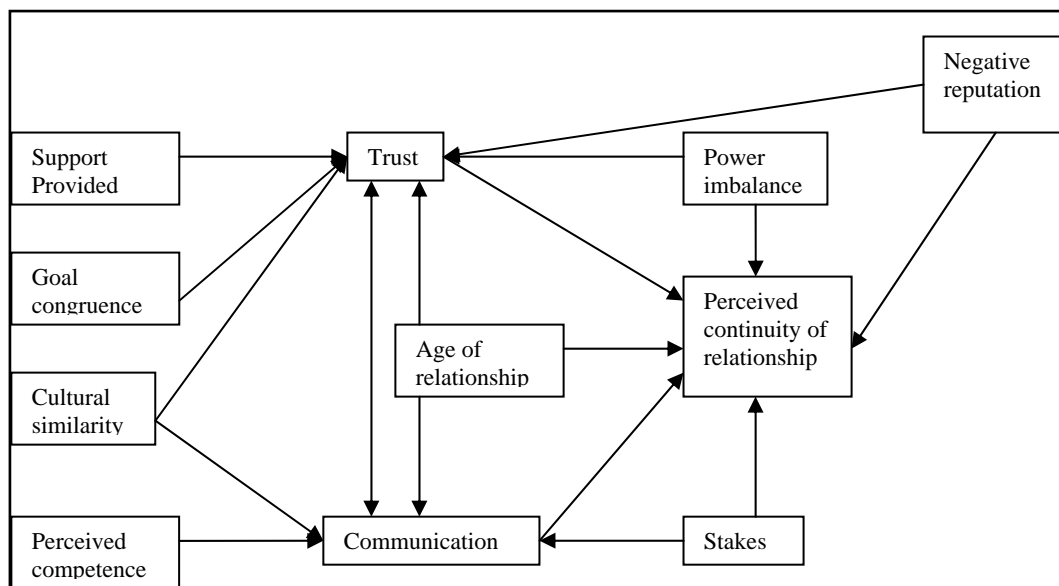 Negative
reputation
Support
Provided
Trust
Power
imbalance
Goal
congruence
Perceived
continuity of
relationship
Age of
relationship
Cultural
similarity
Perceived
competence
Communication
Stakes